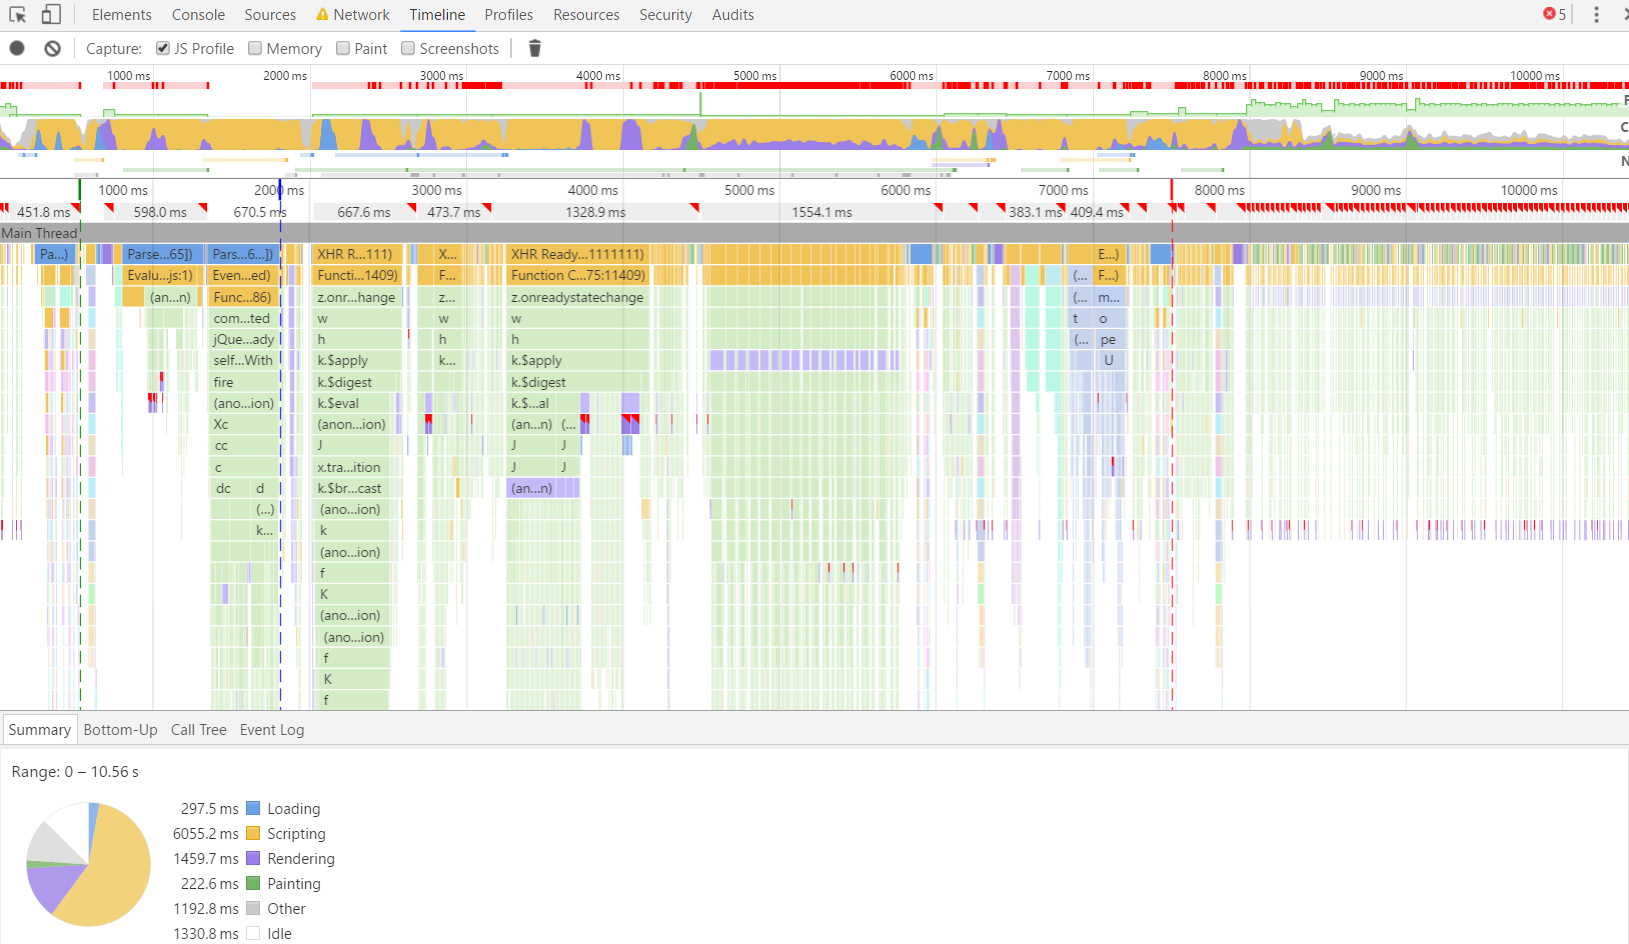 Elements Console Sources Network Timeline Profiles Resources Security Audits 5
Capture: JS Profile Memory Paint Screenshots
1000 ms 2000 ms 3000 ms 4000 ms 5000 ms 6000 ms 7000 ms 8000 ms 9000 ms 10000 ms
C
N
1000 ms 2000 ms 3000 ms 4000 ms 5000 ms 6000 ms 7000 ms 8000 ms 9000 ms 10000 ms
451.8 ms 598.0 ms 670.5 ms 667.6 ms 473.7 ms 1328.9 ms 1554.1 ms 383.1 ms 409.4 ms
Main Thread
Pa...) Parse...65]) Pars...6...]) XHR R...111) X... XHR Ready...1111111) E...)
Evalu...js:1) Even...ed) Functi...1409) F... Function C...75:11409) (... F...)
(an...n) Func...86) z.onr...hange z... z.onreadystatechange (... m...
com...ted w w w t o
jQue...ady h h h (... pe
self...With k.$apply k... k.$apply U
fire k.$digest k.$digest
(ano...ion) k.$eval k.$...al
Xc (anon...ion) (an...n) (...
cc J J J
c x.tra...ition J J
dc d k.$br...cast (an...n)
(...) (ano...ion)
k... k
(ano...ion)
f
K
(ano...ion)
(ano...ion)
f
K
f
Summary Bottom-Up Call Tree Event Log
Range: 0 – 10.56 s
297.5 ms Loading
6055.2 ms Scripting
1459.7 ms Rendering
222.6 ms Painting
1192.8 ms Other
1330.8 ms Idle